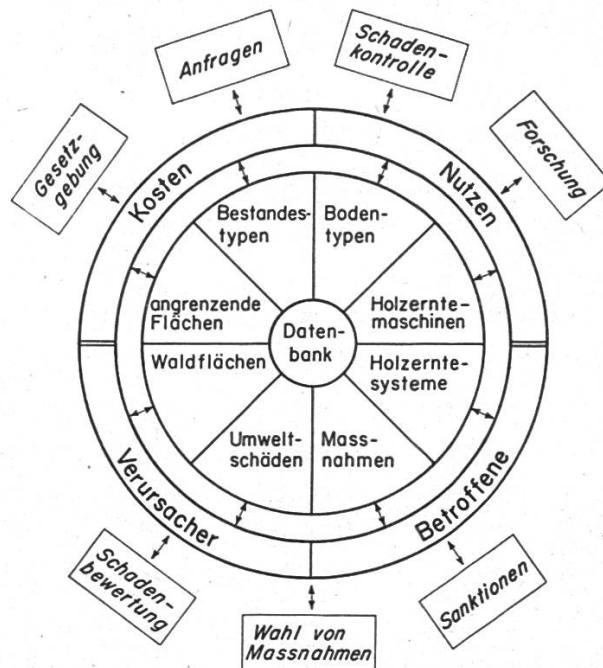 Anfragen
Schaden-
kontrolle
Gesetz-
gebung
Forschung
Kosten
Nutzen
Bestandes-
typen
Boden-
typen
angrenzende
Flächen
Holzernte-
maschinen
Daten-
bank
Waldflächen
Holzernte-
systeme
Umwelt-
schäden
Mass-
nahmen
Verursacher
Betroffene
Schaden-
bewertung
Sanktionen
Wahl von
Massnahmen